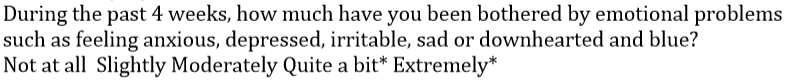 During the past 4 weeks, how much have you been bothered by emotional problems
such as feeling anxious, depressed, irritable, sad or downhearted and blue?
Not at all Slightly Moderately Quite a bit* Extremely*